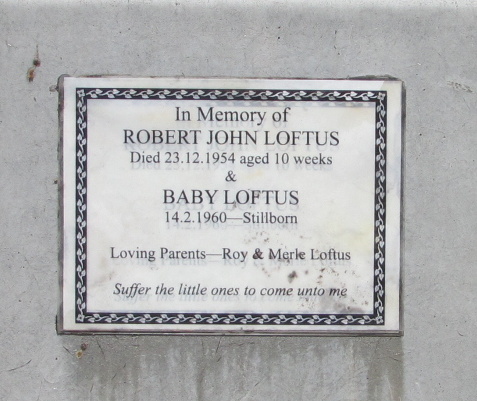 In Memory of
ROBERT JOHN LOFTUS
Died 23.12.1954 aged 10 weeks
&
BABY LOFTUS
14.2.1960—Stillborn
Loving Parents—Roy & Merle Loftus
Suffer the little ones to come unto me